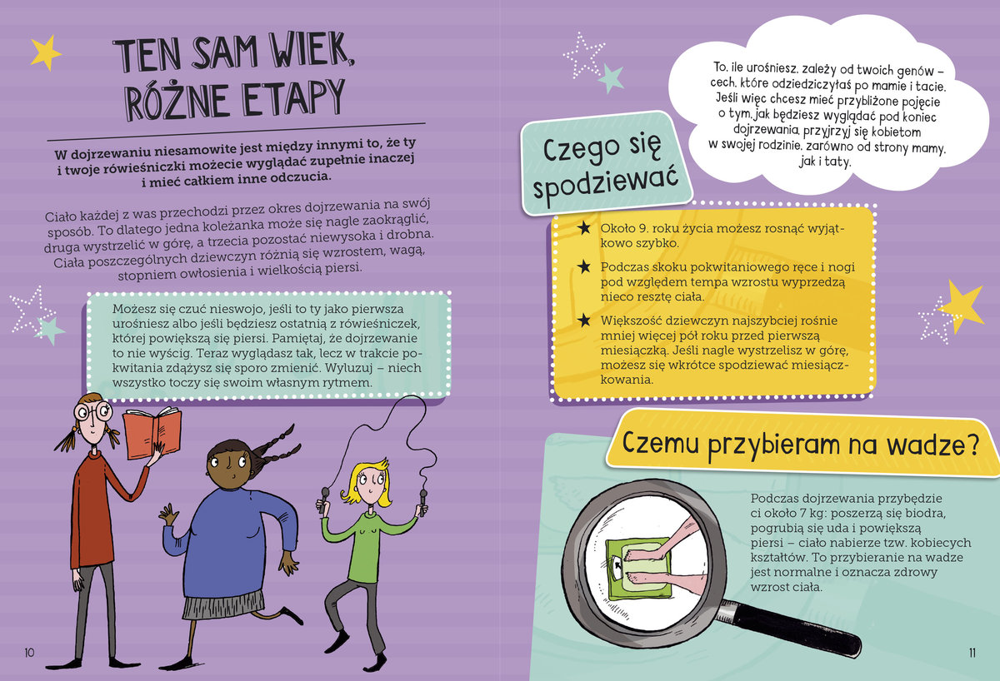 TEN SAM WIEK,
RÓŻNE ETAPY
W dojrzewaniu niesamowite jest między innymi to, że ty
i twoje rówieśniczki możecie wyglądać zupełnie inaczej
i mieć całkiem inne odczucia.
Ciało każdej z was przechodzi przez okres dojrzewania na swój
sposób. To dlatego jedna koleżanka może się nagle zaokrąglić,
druga wystrzelić w górę, a trzecia pozostać niewysoka i drobna.
Ciała poszczególnych dziewczyn różnią się wzrostem, wagą,
stopniem owłosienia i wielkością piersi.
Możesz się czuć nieswojo, jeśli to ty jako pierwsza
urośniesz albo jeśli będziesz ostatnią z rówieśniczek,
której powiększą się piersi. Pamiętaj, że dojrzewanie
to nie wyścig. Teraz wyglądasz tak, lecz w trakcie po-
kwitania zdążysz się sporo zmienić. Wyluzuj – niech
wszystko toczy się swoim własnym rytmem.
10
To, ile urośniesz, zależy od twoich genów –
cech, które odziedziczyłaś po mamie i tacie.
Jeśli więc chcesz mieć przybliżone pojęcie
o tym, jak będziesz wyglądać pod koniec
dojrzewania, przyjrzyj się kobietom
w swojej rodzinie, zarówno od strony mamy,
jak i taty.
Czego się
spodziewać
Około 9. roku życia możesz rosnąć wyjąt-
kowo szybko.
Podczas skoku pokwitaniowego ręce i nogi
pod względem tempa wzrostu wyprzedzą
nieco resztę ciała.
Większość dziewczyn najszybciej rośnie
mniej więcej pół roku przed pierwszą
miesiączką. Jeśli nagle wystrzelisz w górę,
możesz się wkrótce spodziewać miesiącz-
kowania.
Czemu przybieram na wadze?
Podczas dojrzewania przybędzie
ci około 7 kg: poszerzą się biodra,
pogrubią się uda i powiększą
piersi – ciało nabierze tzw. kobiecych
kształtów. To przybieranie na wadze
jest normalne i oznacza zdrowy
wzrost ciała.
11